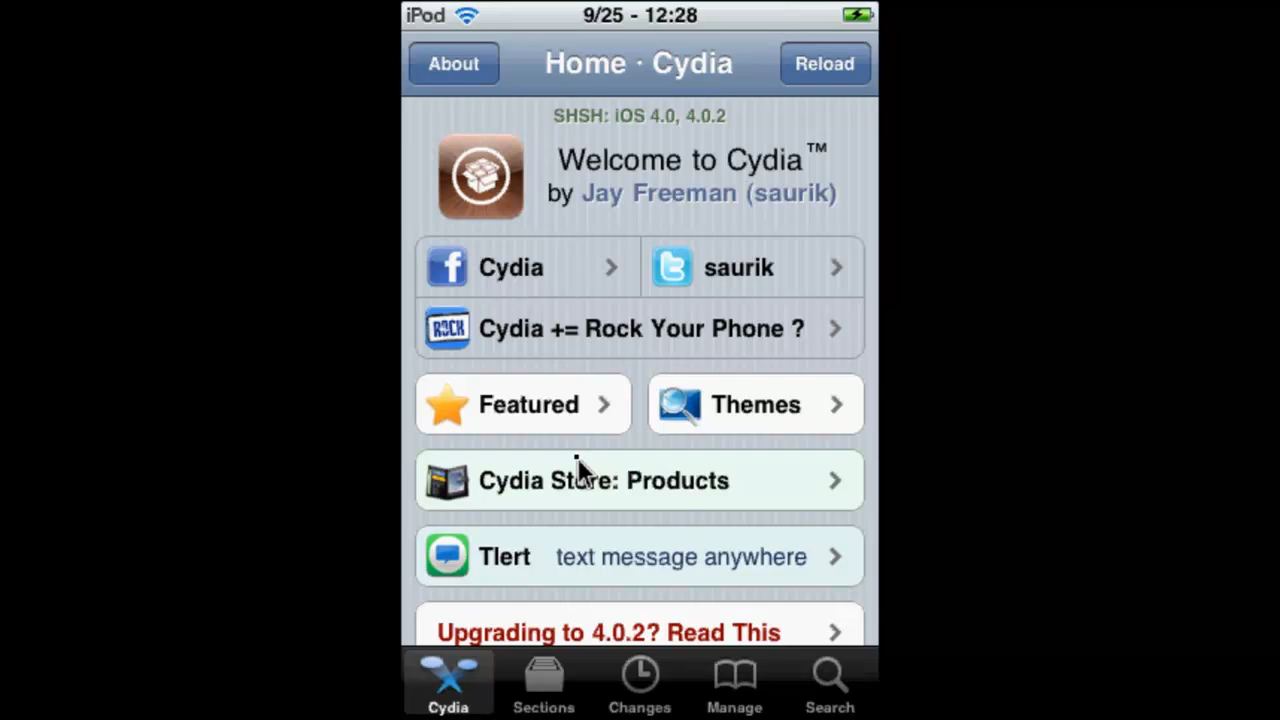 iPod 9/25 - 12:28
About Home · Cydia Reload
SHSH: iOS 4.0, 4.0.2
Welcome to Cydia™
by Jay Freeman (saurik)
Cydia saurik
ROCK Cydia += Rock Your Phone ?
Featured Themes
Cydia Store: Products
Tlert text message anywhere
Upgrading to 4.0.2? Read This
Cydia Sections Changes Manage Search